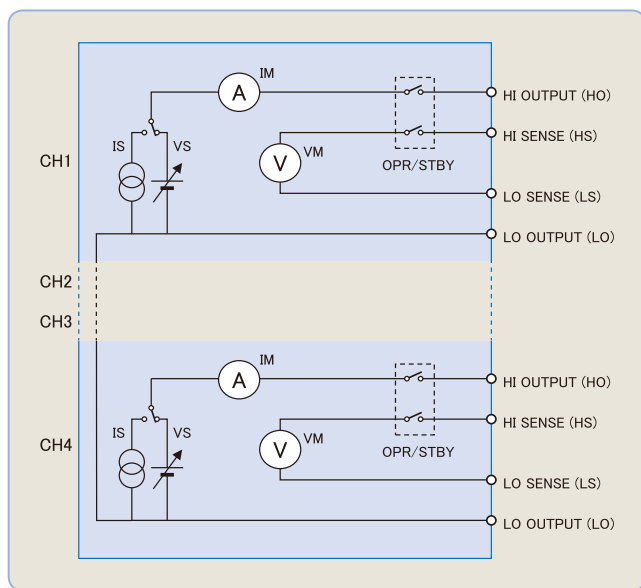 IM
A
HI OUTPUT (HO)
IS
VS
HI SENSE (HS)
CH1
V
VM
OPR/STBY
LO SENSE (LS)
LO OUTPUT (LO)
CH2
CH3
IM
A
HI OUTPUT (HO)
IS
VS
HI SENSE (HS)
CH4
V
VM
OPR/STBY
LO SENSE (LS)
LO OUTPUT (LO)